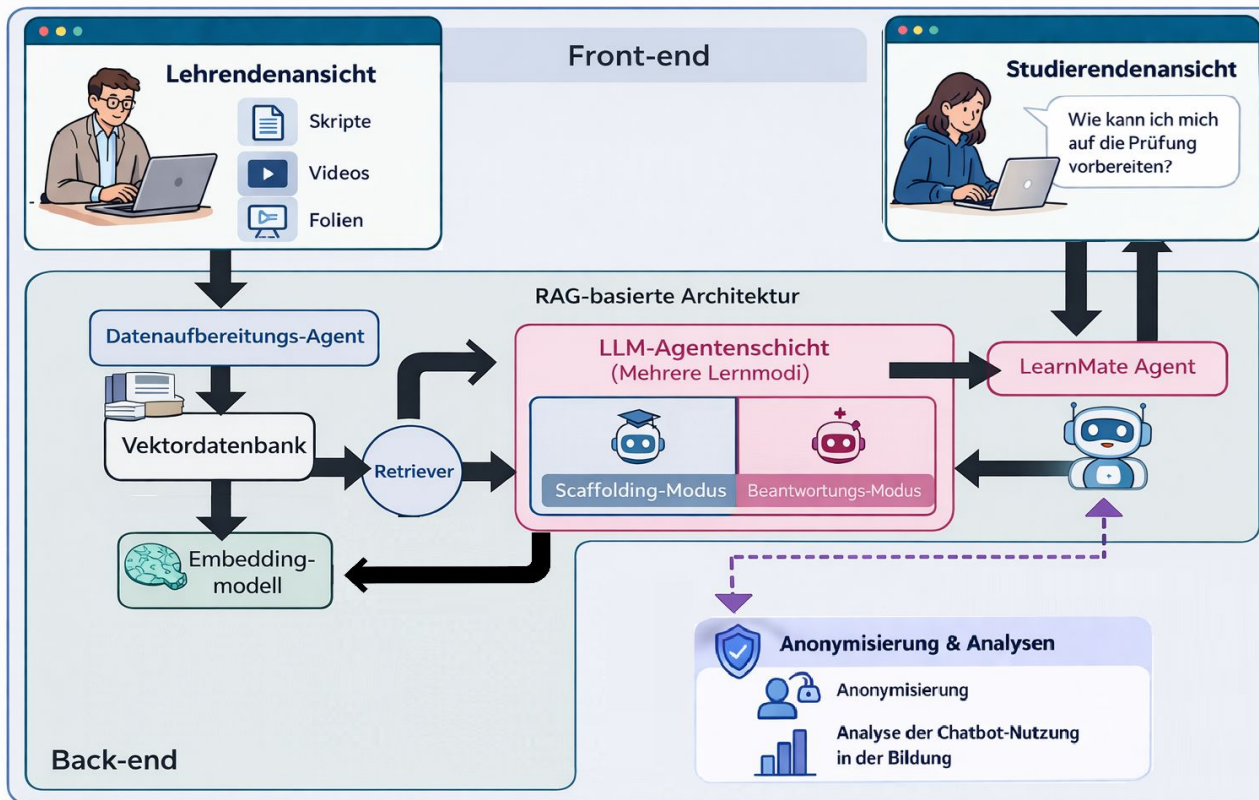 Front-end
Lehrendenansicht
Skripte
Videos
Folien
Studierendenansicht
Wie kann ich mich
auf die Prüfung
vorbereiten?
RAG-basierte Architektur
Datenaufbereitungs-Agent
Vektordatenbank
Retriever
Embedding-
modell
LLM-Agentenschicht
(Mehrere Lernmodi)
Scaffolding-Modus
Beantwortungs-Modus
LearnMate Agent
Anonymisierung & Analysen
Anonymisierung
Analyse der Chatbot-Nutzung
in der Bildung
Back-end